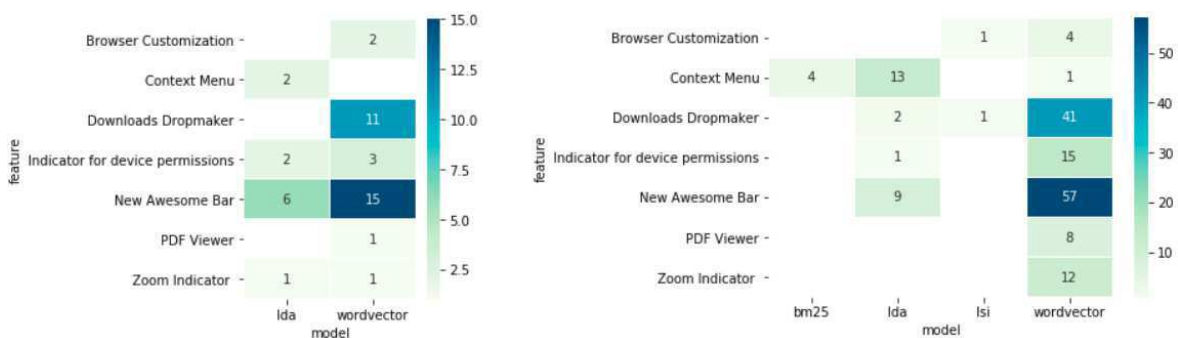 15.0
Browser Customization
2
12.5
Context Menu
2
10.0
Downloads Dropmaker
11
feature
Indicator for device permissions
2
3
7.5
New Awesome Bar
6
15
5.0
PDF Viewer
1
Zoom Indicator
1
1
2.5
lda
wordvector
model
Browser Customization
1
4
50
Context Menu
4
13
1
40
Downloads Dropmaker
2
1
41
feature
Indicator for device permissions
1
15
30
New Awesome Bar
9
57
20
PDF Viewer
8
10
Zoom Indicator
12
bm25
lda
lsi
wordvector
model